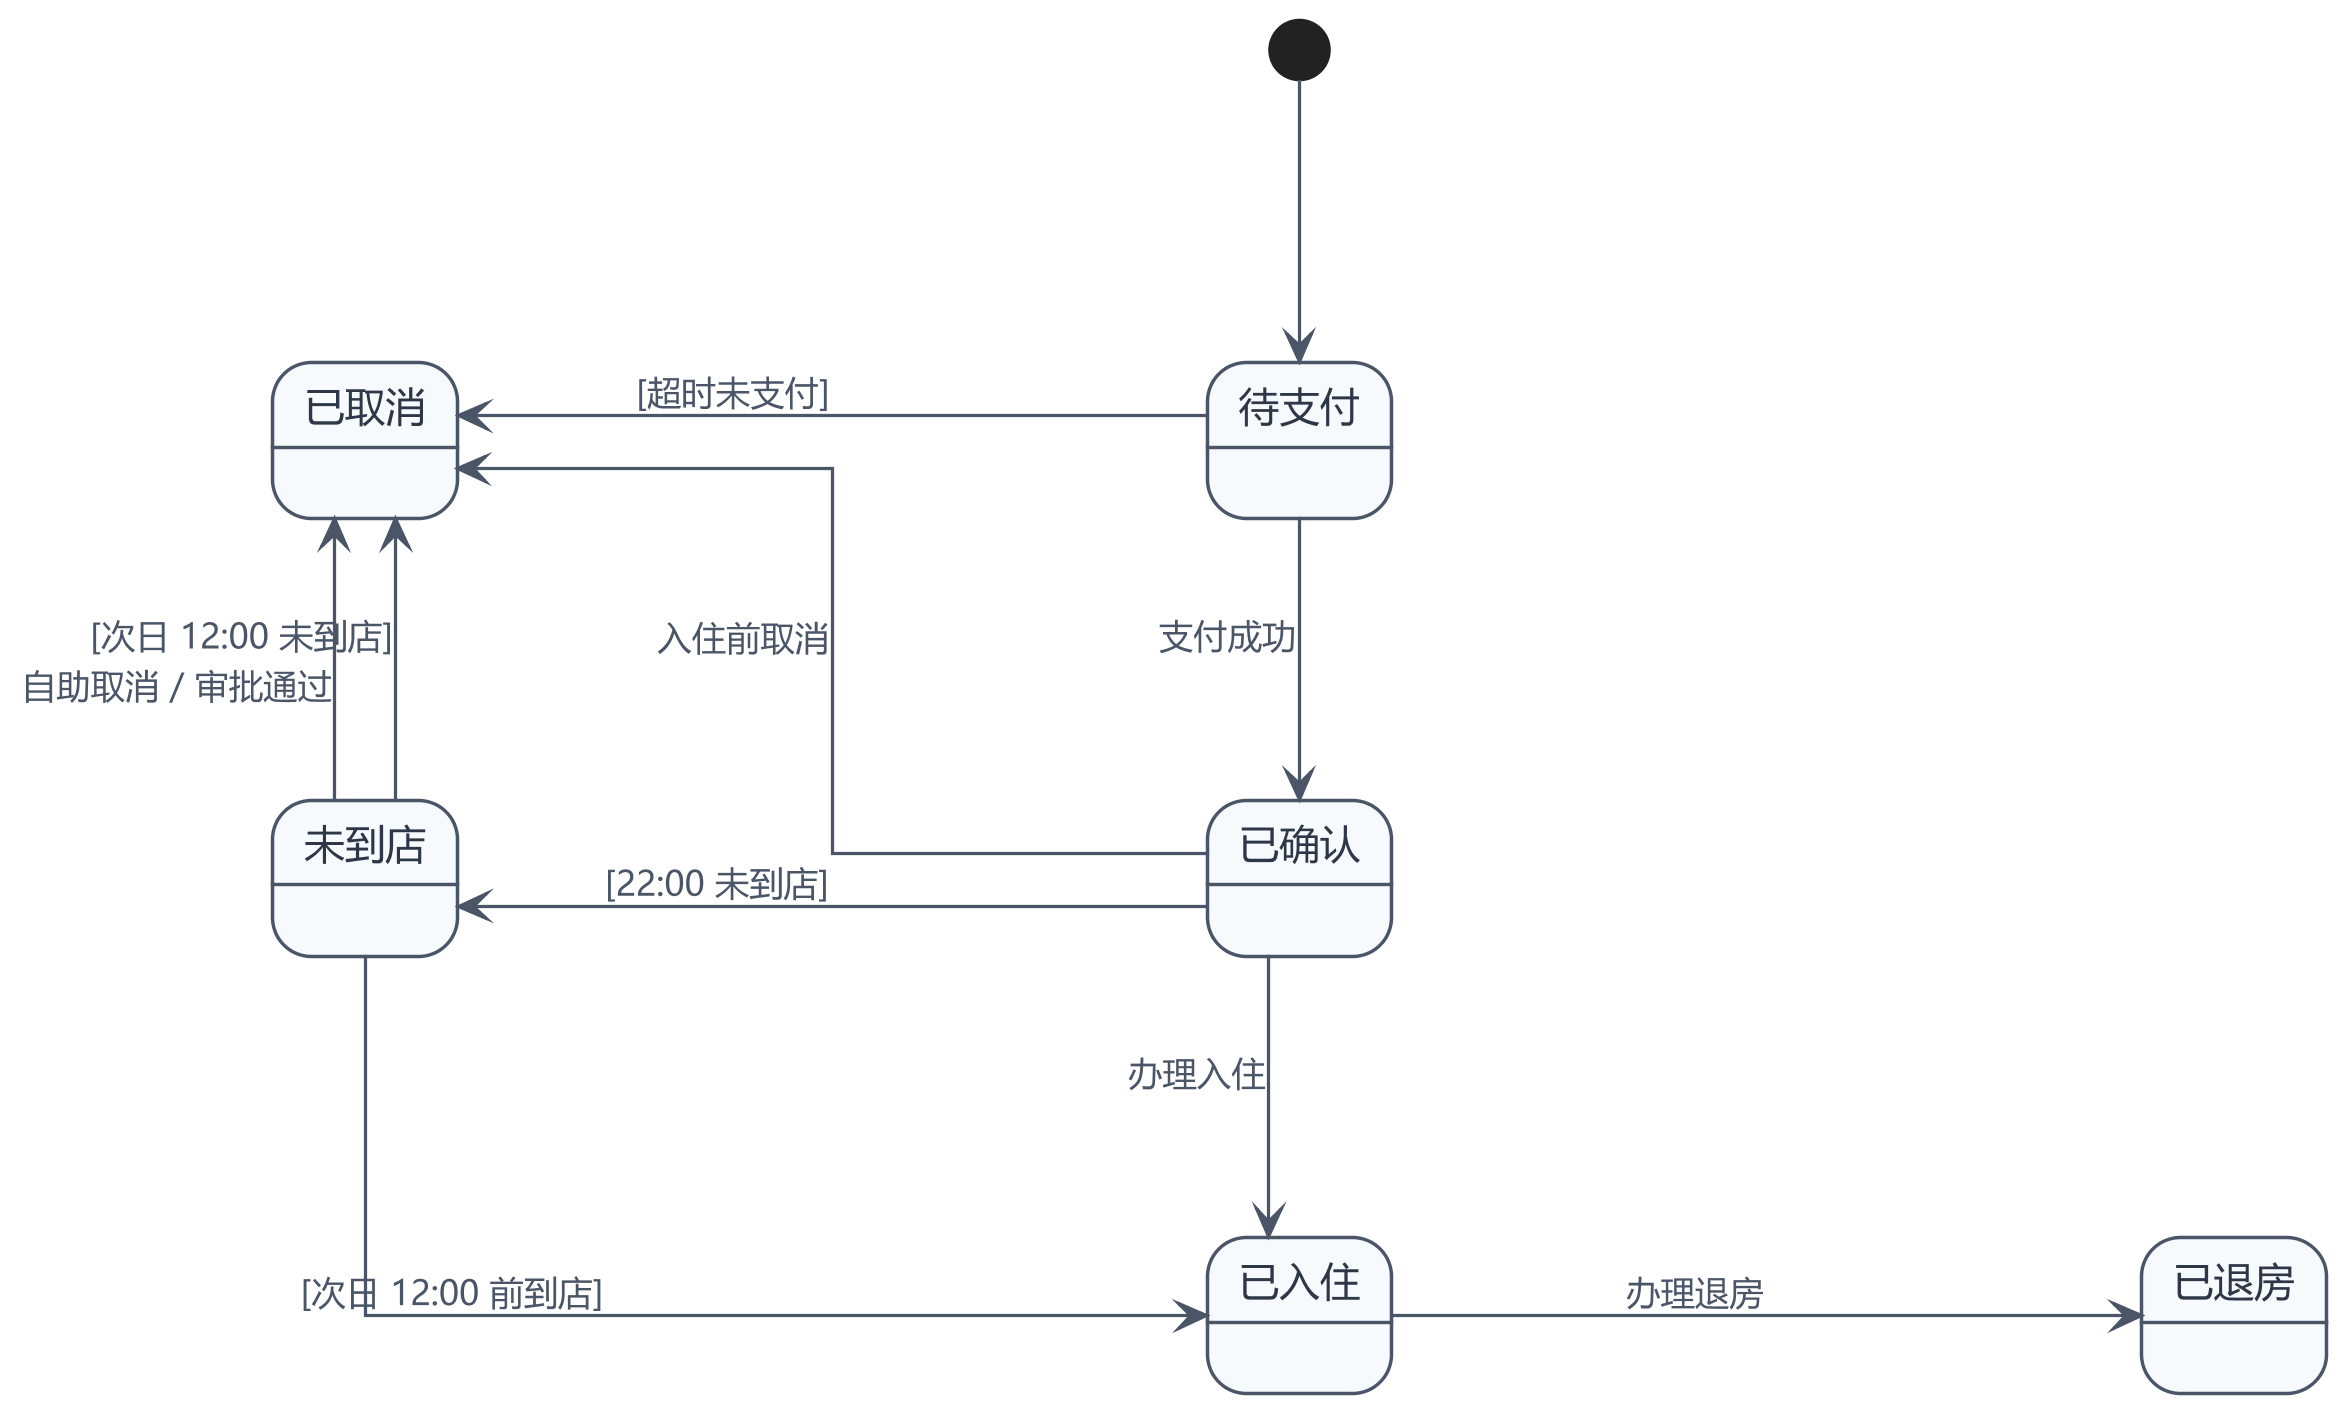 已取消
[超时未支付]
待支付
[次日 12:00 未到店]
自助取消 / 审批通过
入住前取消
支付成功
未到店
[22:00 未到店]
已确认
办理入住
[次日 12:00 前到店]
已入住
办理退房
已退房